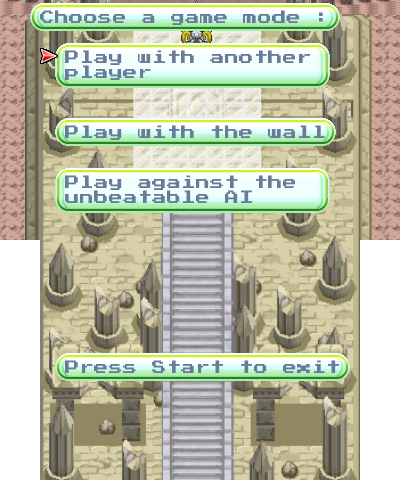 Choose a game mode :
Play with another
player
Play with the wall
Play against the
unbeatable AI
Press Start to exit